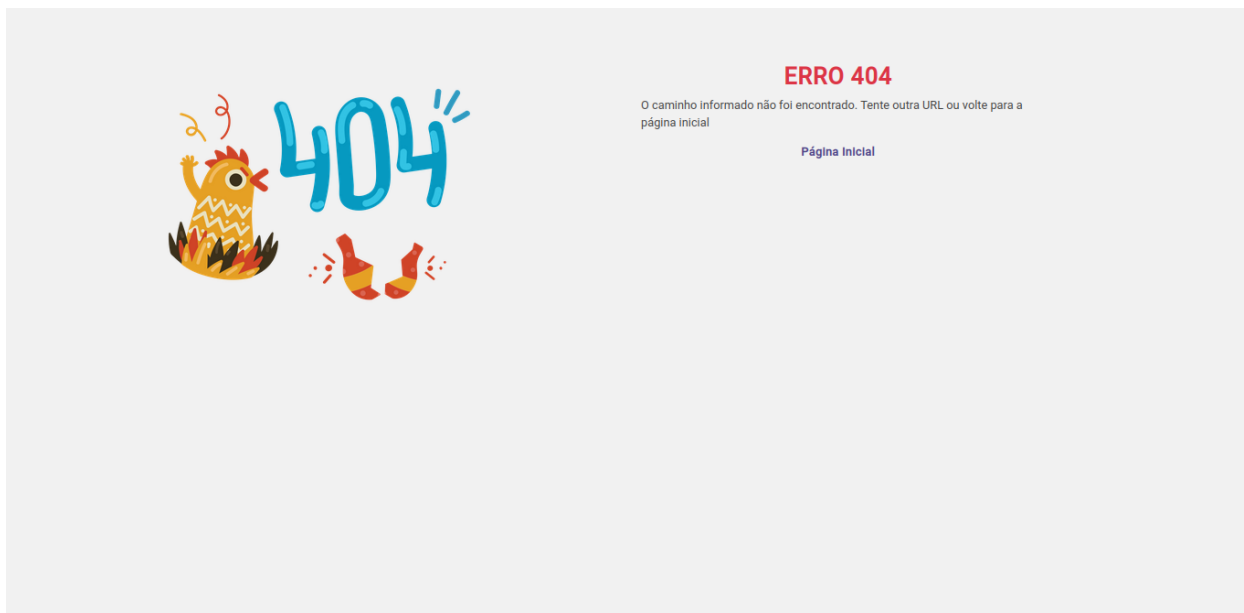 404
ERRO 404
O caminho informado não foi encontrado. Tente outra URL ou volte para a
página inicial
Página Inicial